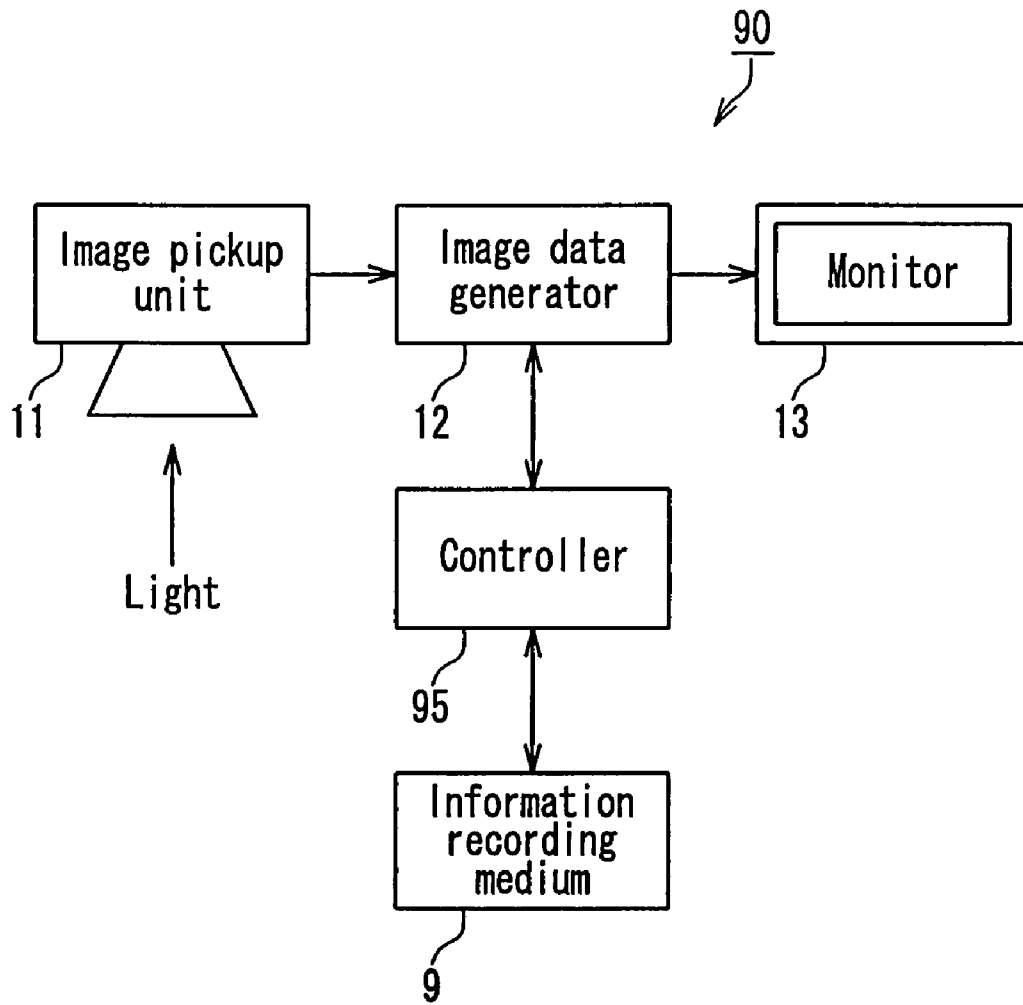 90
Image pickup
unit
Image data
generator
Monitor
11
12
13
Light
Controller
95
Information
recording
medium
9